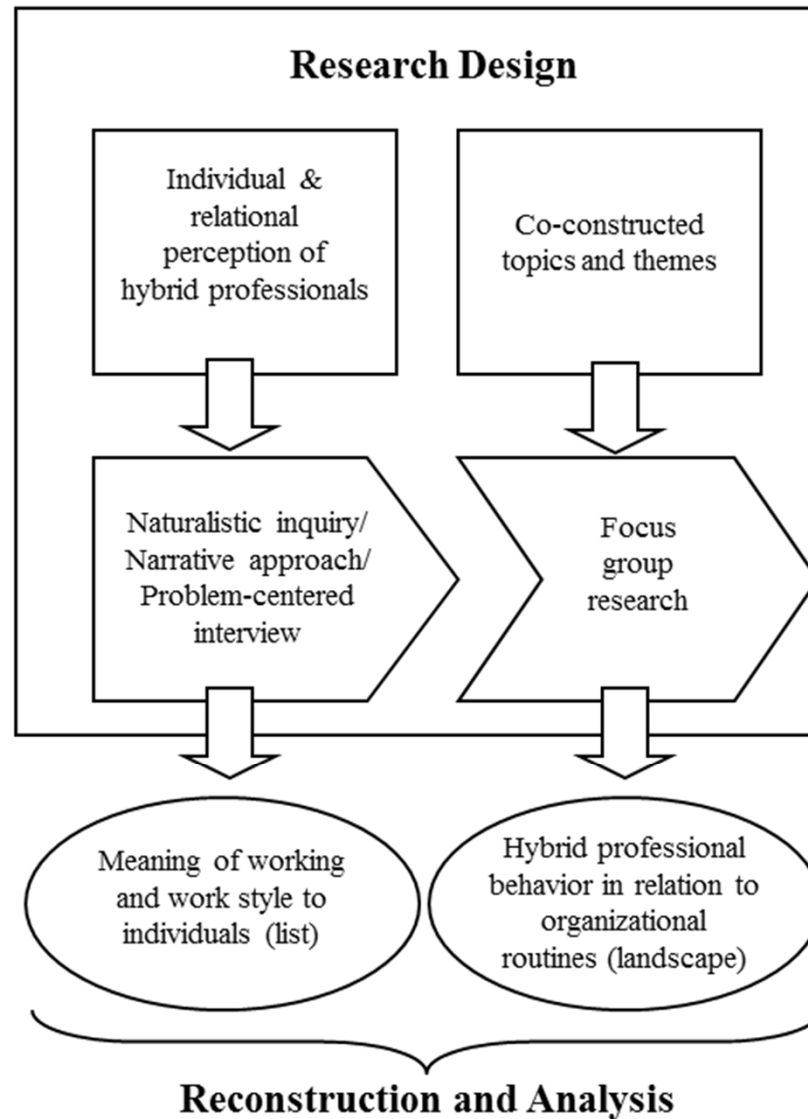 Research Design
Individual &
relational
perception of
hybrid professionals
Co-constructed
topics and themes
Naturalistic inquiry/
Narrative approach/
Problem-centered
interview
Focus
group
research
Meaning of working
and work style to
individuals (list)
Hybrid professional
behavior in relation to
organizational
routines (landscape)
Reconstruction and Analysis